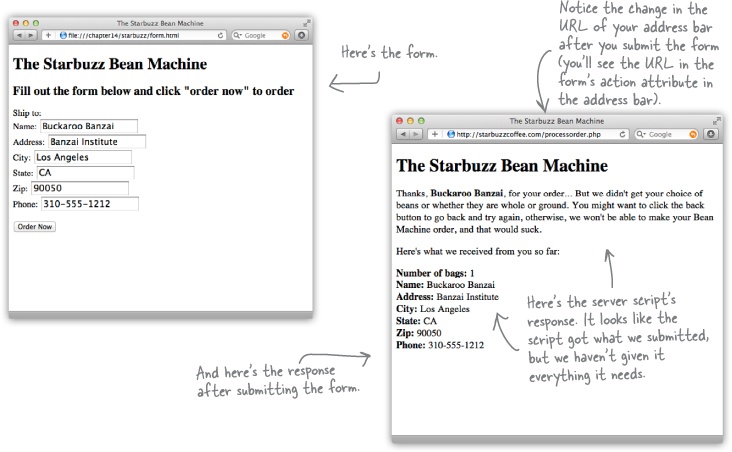 The Starbuzz Bean Machine
file:///chapter14/starbuzz/form.html
Google
The Starbuzz Bean Machine
Fill out the form below and click "order now" to order
Ship to:
Name: Buckaroo Banzai
Address: Banzai Institute
City: Los Angeles
State: CA
Zip: 90050
Phone: 310-555-1212
Order Now
Here's the form.
Notice the change in the
URL of your address bar
after you submit the form
(you'll see the URL in the
form's action attribute in
the address bar).
The Starbuzz Bean Machine
http://starbuzzcoffee.com/processorder.php
Google
The Starbuzz Bean Machine
Thanks, Buckaroo Banzai, for your order... But we didn't get your choice of
beans or whether they are whole or ground. You might want to click the back
button to go back and try again, otherwise, we won't be able to make your Bean
Machine order, and that would suck.
Here's what we received from you so far:
Number of bags: 1
Name: Buckaroo Banzai
Address: Banzai Institute
City: Los Angeles
State: CA
Zip: 90050
Phone: 310-555-1212
Here's the server script's
response. It looks like the
script got what we submitted,
but we haven't given it
everything it needs.
And here's the response
after submitting the form.